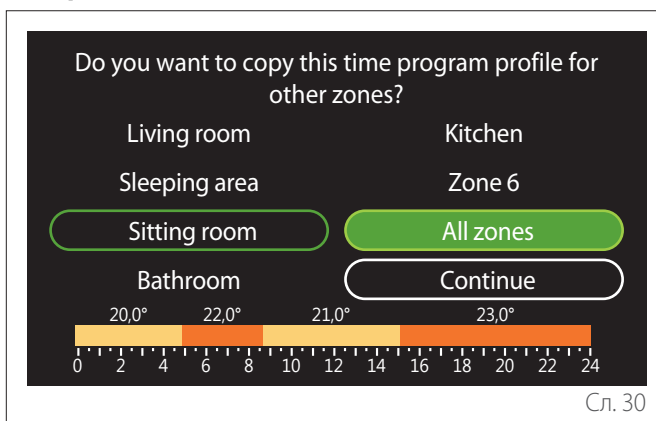 Do you want to copy this time program profile for
other zones?
Living room Kitchen
Sleeping area Zone 6
Sitting room All zones
Bathroom Continue
20,0° 22,0° 21,0° 23,0°
0 2 4 6 8 10 12 14 16 18 20 22 24
Сл. 30